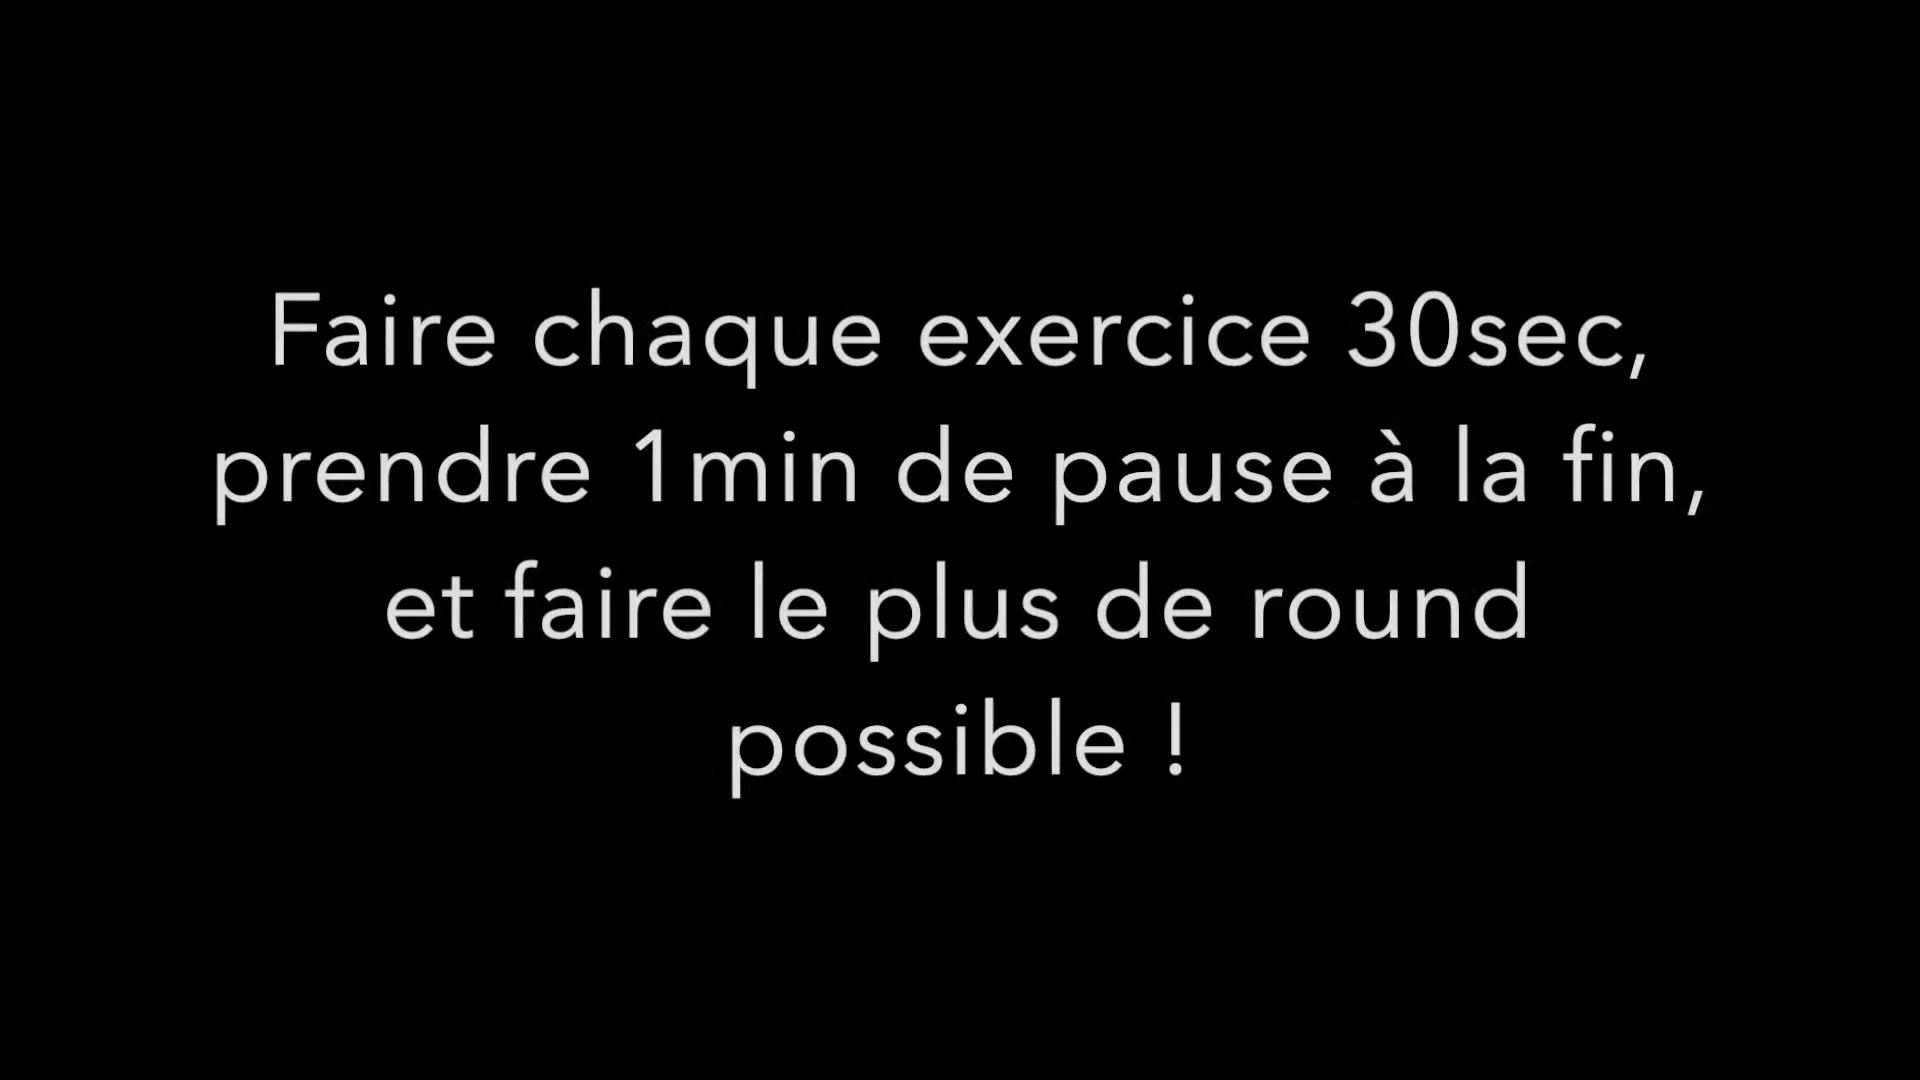 Faire chaque exercice 30sec,
prendre 1min de pause à la fin,
et faire le plus de round
possible !